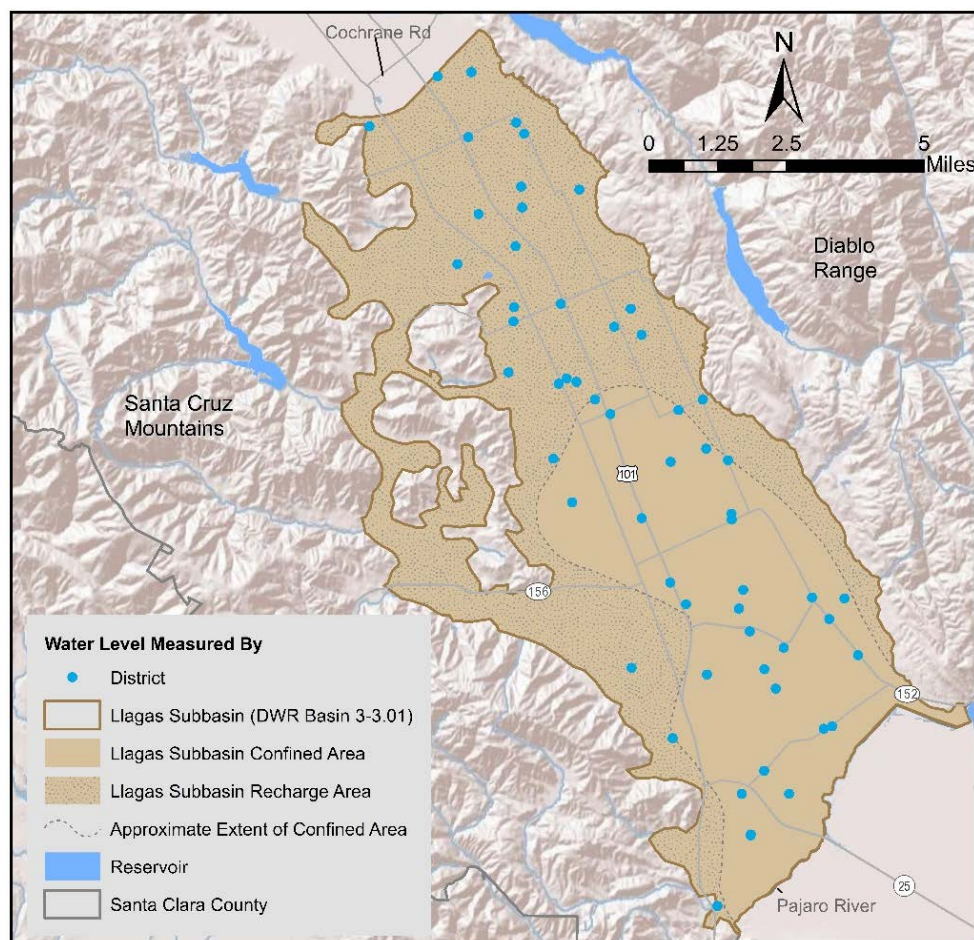 Cochrane Rd
N
0 1.25 2.5 5
Miles
Diablo
Range
Santa Cruz
Mountains
101
156
152
25
Pajaro River
Water Level Measured By
District
Llagas Subbasin (DWR Basin 3-3.01)
Llagas Subbasin Confined Area
Llagas Subbasin Recharge Area
Approximate Extent of Confined Area
Reservoir
Santa Clara County